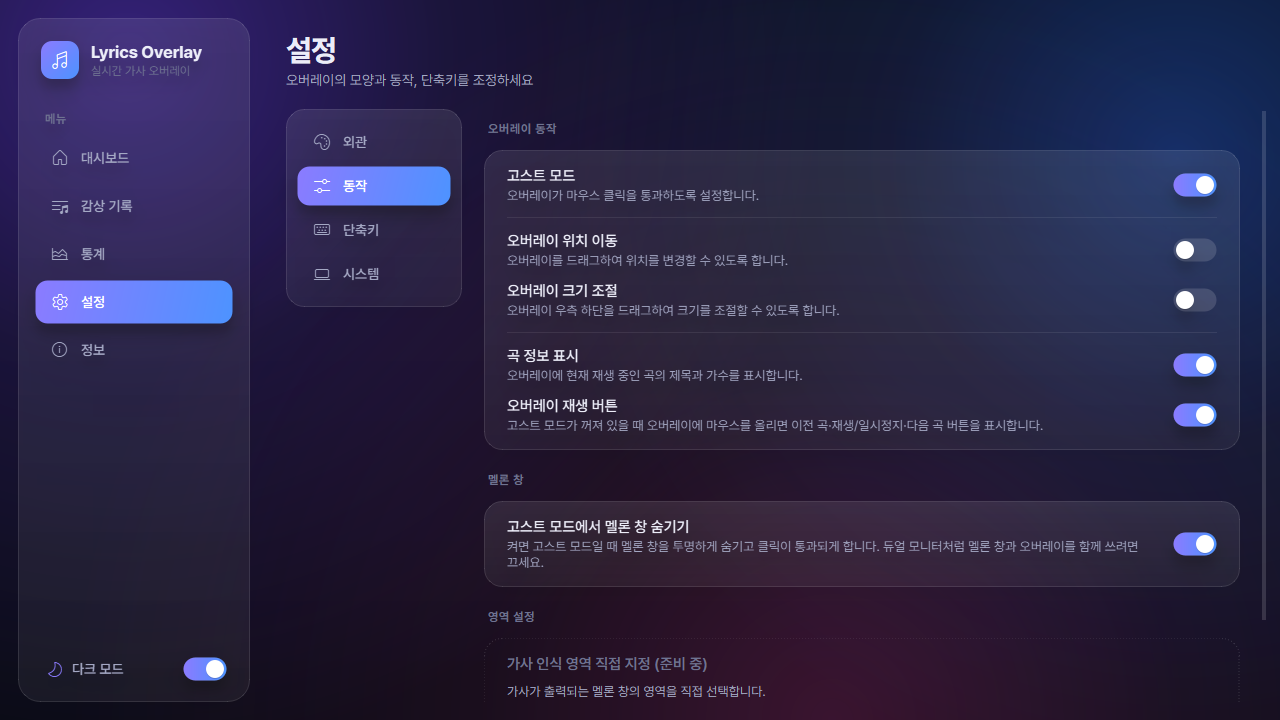 Lyrics Overlay
실시간 가사 오버레이
메뉴
대시보드
감상 기록
통계
설정
정보
다크 모드
설정
오버레이의 모양과 동작, 단축키를 조정하세요
외관
동작
단축키
시스템
오버레이 동작
고스트 모드
오버레이가 마우스 클릭을 통과하도록 설정합니다.
오버레이 위치 이동
오버레이를 드래그하여 위치를 변경할 수 있도록 합니다.
오버레이 크기 조절
오버레이 우측 하단을 드래그하여 크기를 조절할 수 있도록 합니다.
곡 정보 표시
오버레이에 현재 재생 중인 곡의 제목과 가수를 표시합니다.
오버레이 재생 버튼
고스트 모드가 꺼져 있을 때 오버레이에 마우스를 올리면 이전 곡·재생/일시정지·다음 곡 버튼을 표시합니다.
멜론 창
고스트 모드에서 멜론 창 숨기기
켜면 고스트 모드일 때 멜론 창을 투명하게 숨기고 클릭이 통과되게 합니다. 듀얼 모니터처럼 멜론 창과 오버레이를 함께 쓰려면
끄세요.
영역 설정
가사 인식 영역 직접 지정 (준비 중)
가사가 출력되는 멜론 창의 영역을 직접 선택합니다.